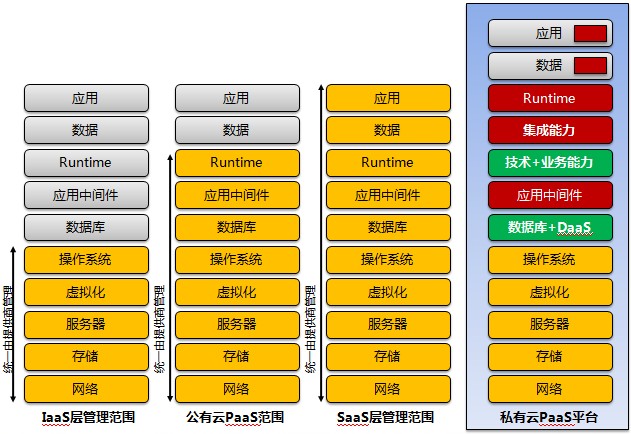 应用
数据
Runtime
应用中间件
数据库
操作系统
虚拟化
服务器
存储
网络
统一由提供商管理
IaaS层管理范围
应用
数据
Runtime
应用中间件
数据库
操作系统
虚拟化
服务器
存储
网络
统一由提供商管理
公有云PaaS范围
应用
数据
Runtime
应用中间件
数据库
操作系统
虚拟化
服务器
存储
网络
统一由提供商管理
SaaS层管理范围
应用
数据
Runtime
集成能力
技术+业务能力
应用中间件
数据库+DaaS
操作系统
虚拟化
服务器
存储
网络
私有云PaaS平台